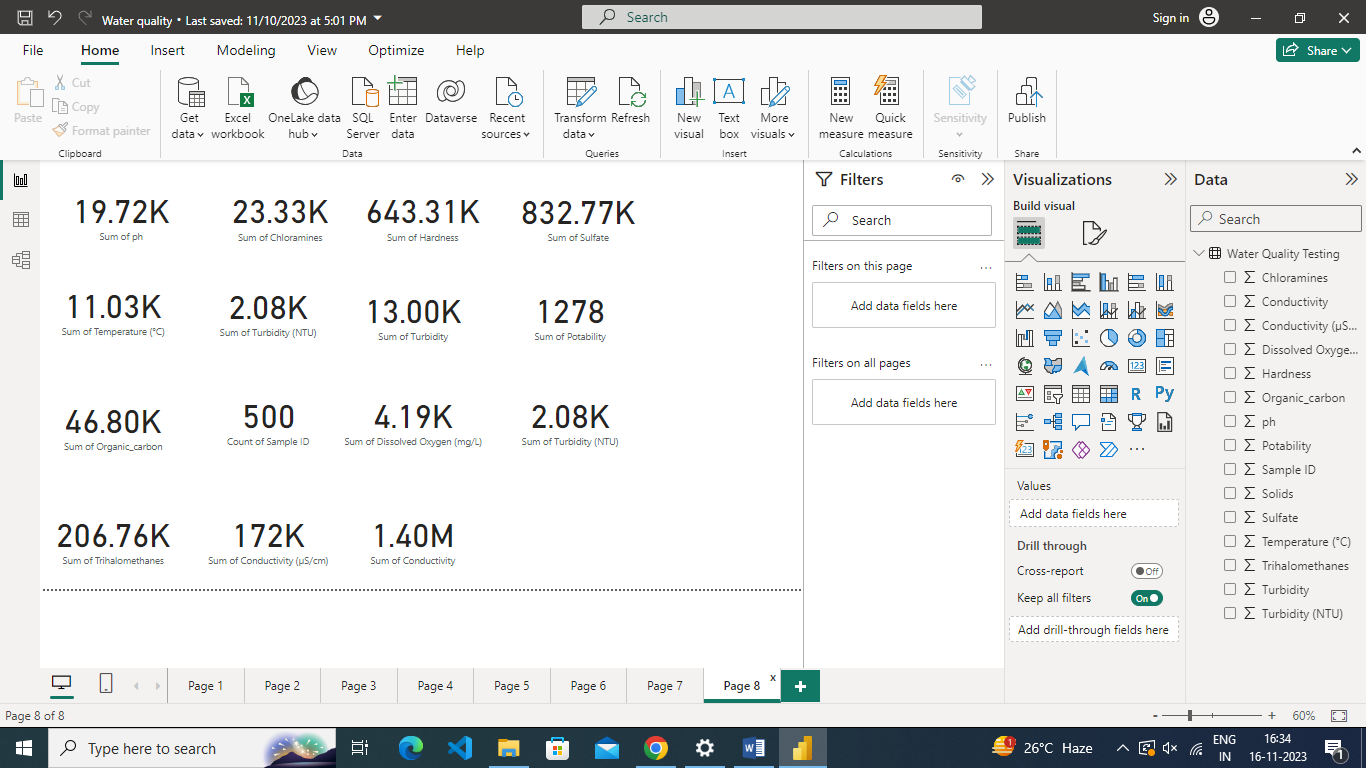 Water quality • Last saved: 11/10/2023 at 5:01 PM
Search
Sign in
File Home Insert Modeling View Optimize Help
Share
Paste
Cut
Copy
Format painter
Clipboard
Get data
Excel workbook
OneLake data hub
SQL Server
Enter data
Dataverse
Recent sources
Data
Transform data
Refresh
Queries
New visual
Text box
More visuals
Insert
New measure
Quick measure
Calculations
Sensitivity
Sensitivity
Publish
Share
19.72K
Sum of ph
23.33K
Sum of Chloramines
643.31K
Sum of Hardness
832.77K
Sum of Sulfate
11.03K
Sum of Temperature (°C)
2.08K
Sum of Turbidity (NTU)
13.00K
Sum of Turbidity
1278
Sum of Potability
46.80K
Sum of Organic_carbon
500
Count of Sample ID
4.19K
Sum of Dissolved Oxygen (mg/L)
2.08K
Sum of Turbidity (NTU)
206.76K
Sum of Trihalomethanes
172K
Sum of Conductivity (µS/cm)
1.40M
Sum of Conductivity
Filters
Search
Filters on this page ...
Add data fields here
Filters on all pages ...
Add data fields here
Visualizations
Build visual
123
R
Py
123
...
Values
Add data fields here
Drill through
Cross-report Off
Keep all filters On
Add drill-through fields here
Data
Search
Water Quality Testing
Σ Chloramines
Σ Conductivity
Σ Conductivity (µS...
Σ Dissolved Oxyge...
Σ Hardness
Σ Organic_carbon
Σ ph
Σ Potability
Σ Sample ID
Σ Solids
Σ Sulfate
Σ Temperature (°C)
Σ Trihalomethanes
Σ Turbidity
Σ Turbidity (NTU)
Page 1 Page 2 Page 3 Page 4 Page 5 Page 6 Page 7 Page 8 x +
Page 8 of 8
- + 60%
Type here to search
1
26°C Haze
ENG
IN
16:34
16-11-2023
1